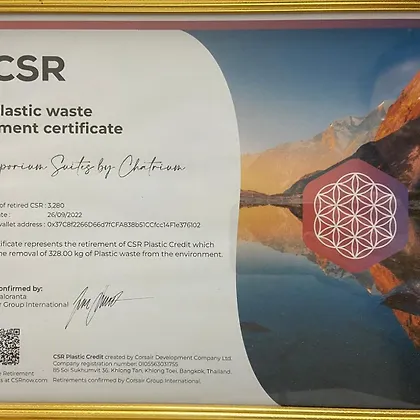 CSR
lastic waste
ment certificate
porium Suites by Chatrium
of retired CSR : 3,280
ate : 26/09/2022
wallet address : 0x37C8f2266D66d7fCFA838b51CCfcc14F1e376102
ificate represents the retirement of CSR Plastic Credit which
he removal of 328.00 kg of Plastic waste from the environment.
onfirmed by:
aloranta
r Group International
CSR Plastic Credit created by Corsair Development Company Ltd.
Company registration number: 0105563031755.
85 Soi Sukhumvit 36, Khlong Tan, Khlong Toei, Bangkok, Thailand.
e Retirement
s at CSRnow.com
Retirements confirmed by Corsair Group International.